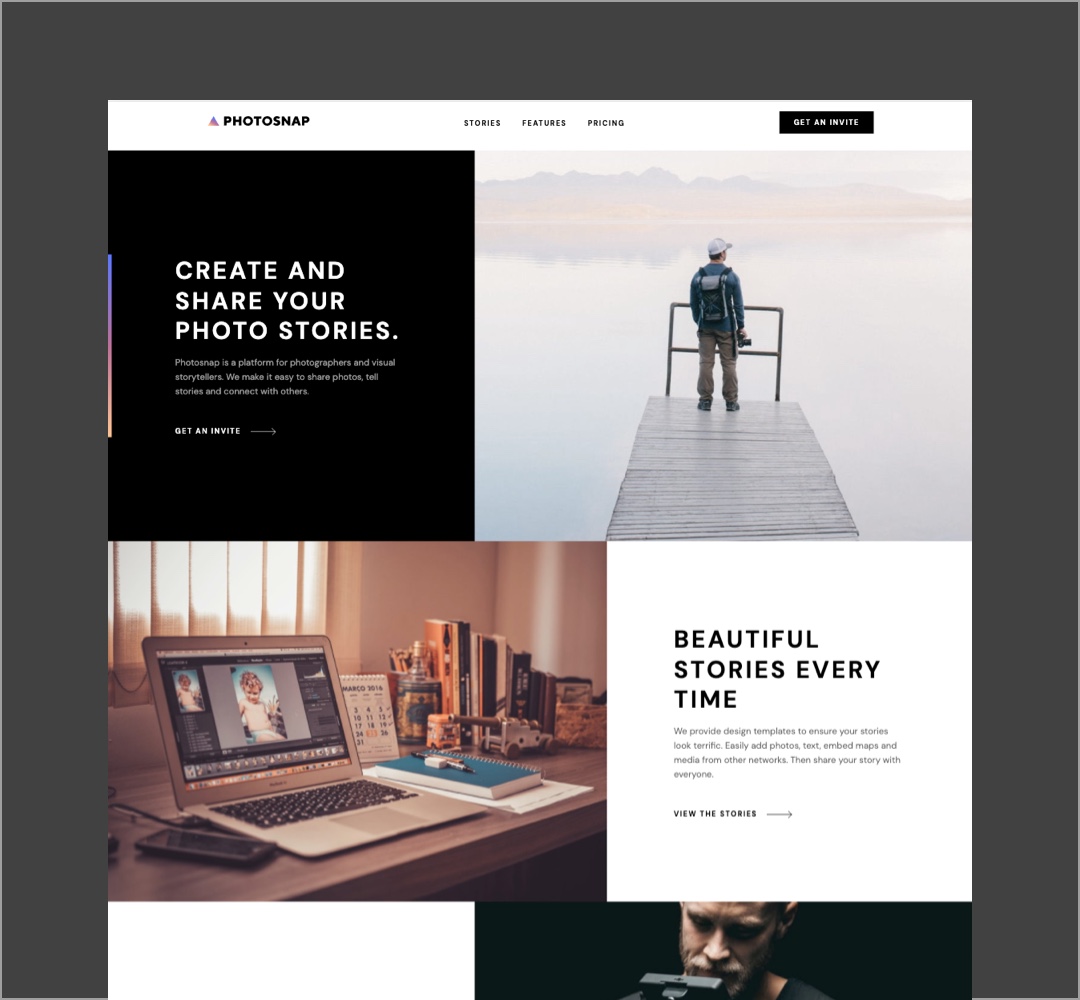 PHOTOSNAP
STORIES FEATURES PRICING
GET AN INVITE
CREATE AND
SHARE YOUR
PHOTO STORIES.
Photosnap is a platform for photographers and visual
storytellers. We make it easy to share photos, tell
stories and connect with others.
GET AN INVITE
MARÇO 2016
BEAUTIFUL
STORIES EVERY
TIME
We provide design templates to ensure your stories
look terrific. Easily add photos, text, embed maps and
media from other networks. Then share your story with
everyone.
VIEW THE STORIES